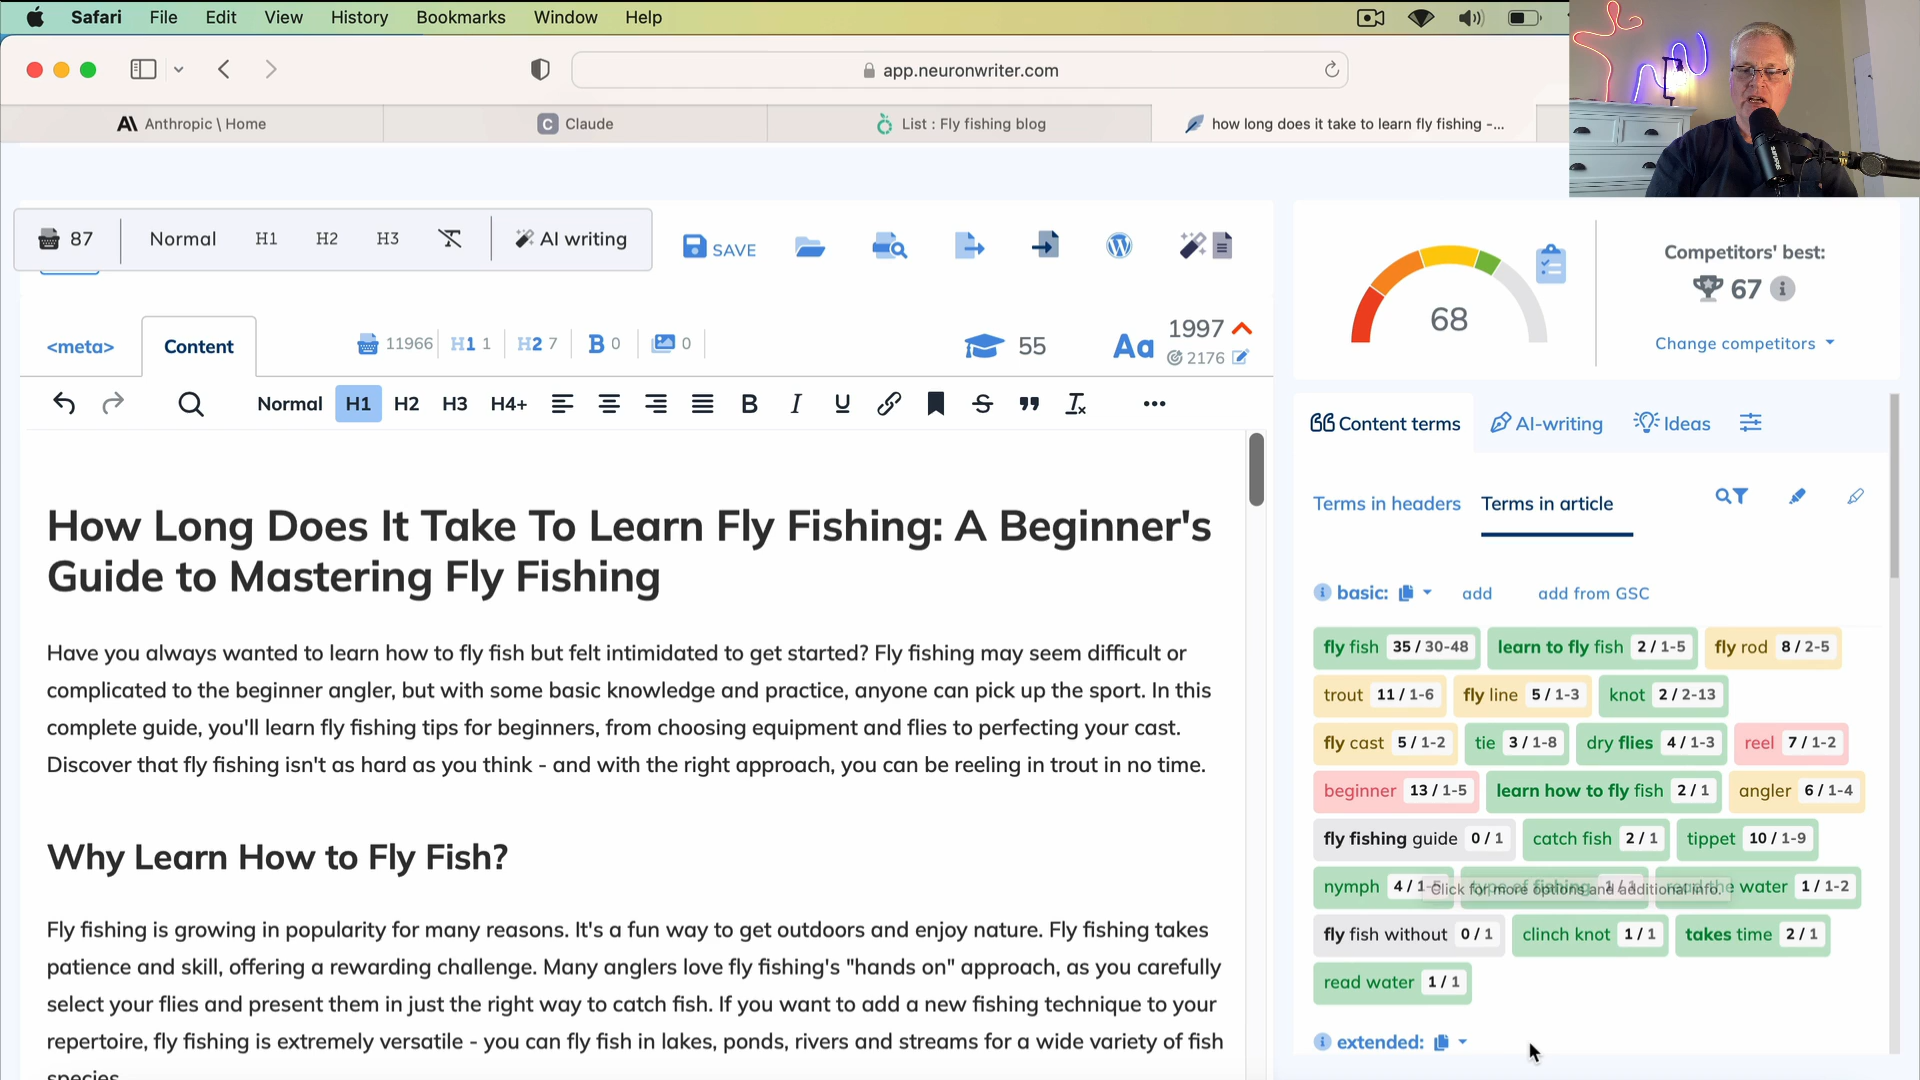 Safari File Edit View History Bookmarks Window Help
app.neuronwriter.com
Anthropic \ Home
Claude
List : Fly fishing blog
how long does it take to learn fly fishing -...
87 Normal H1 H2 H3 AI writing
SAVE
<meta> Content 11966 H1 1 H2 7 B 0 0 55 Aa 1997
2176
Normal H1 H2 H3 H4+ B I U
How Long Does It Take To Learn Fly Fishing: A Beginner's
Guide to Mastering Fly Fishing
Have you always wanted to learn how to fly fish but felt intimidated to get started? Fly fishing may seem difficult or
complicated to the beginner angler, but with some basic knowledge and practice, anyone can pick up the sport. In this
complete guide, you'll learn fly fishing tips for beginners, from choosing equipment and flies to perfecting your cast.
Discover that fly fishing isn't as hard as you think - and with the right approach, you can be reeling in trout in no time.
Why Learn How to Fly Fish?
Fly fishing is growing in popularity for many reasons. It's a fun way to get outdoors and enjoy nature. Fly fishing takes
patience and skill, offering a rewarding challenge. Many anglers love fly fishing's "hands on" approach, as you carefully
select your flies and present them in just the right way to catch fish. If you want to add a new fishing technique to your
repertoire, fly fishing is extremely versatile - you can fly fish in lakes, ponds, rivers and streams for a wide variety of fish
species
68
Competitors' best:
67
Change competitors
Content terms AI-writing Ideas
Terms in headers Terms in article
basic: add add from GSC
fly fish 35 / 30-48 learn to fly fish 2 / 1-5 fly rod 8 / 2-5
trout 11 / 1-6 fly line 5 / 1-3 knot 2 / 2-13
fly cast 5 / 1-2 tie 3 / 1-8 dry flies 4 / 1-3 reel 7 / 1-2
beginner 13 / 1-5 learn how to fly fish 2 / 1 angler 6 / 1-4
fly fishing guide 0 / 1 catch fish 2 / 1 tippet 10 / 1-9
nymph 4 / 1-5 type of fishing 1 / 1 read the water 1 / 1-2
Click for more options and additional info.
fly fish without 0 / 1 clinch knot 1 / 1 takes time 2 / 1
read water 1 / 1
extended: